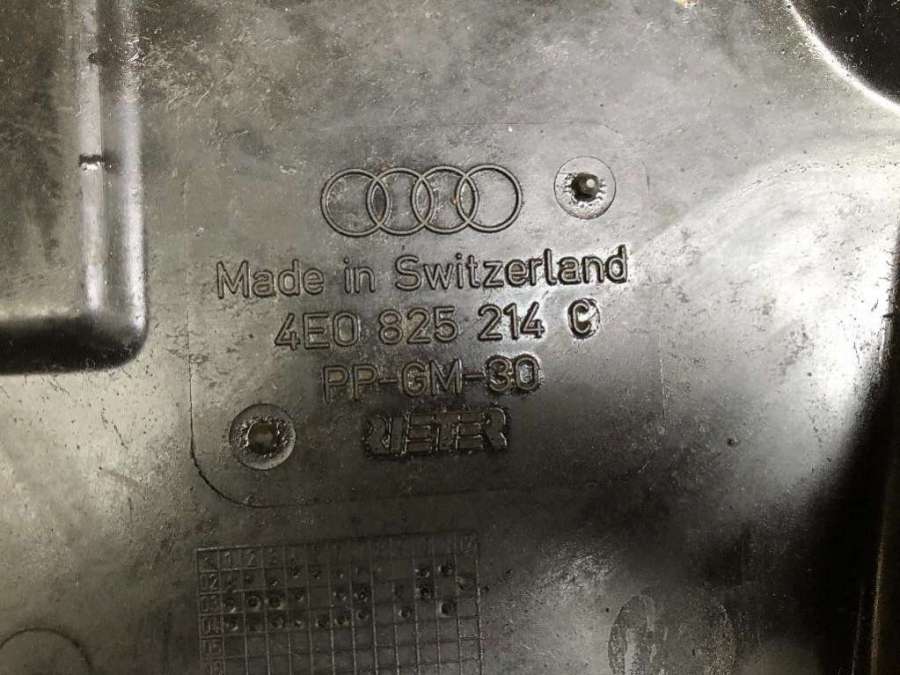 Made in Switzerland
4E0 825 214 C
PP-GM-30
RIETER